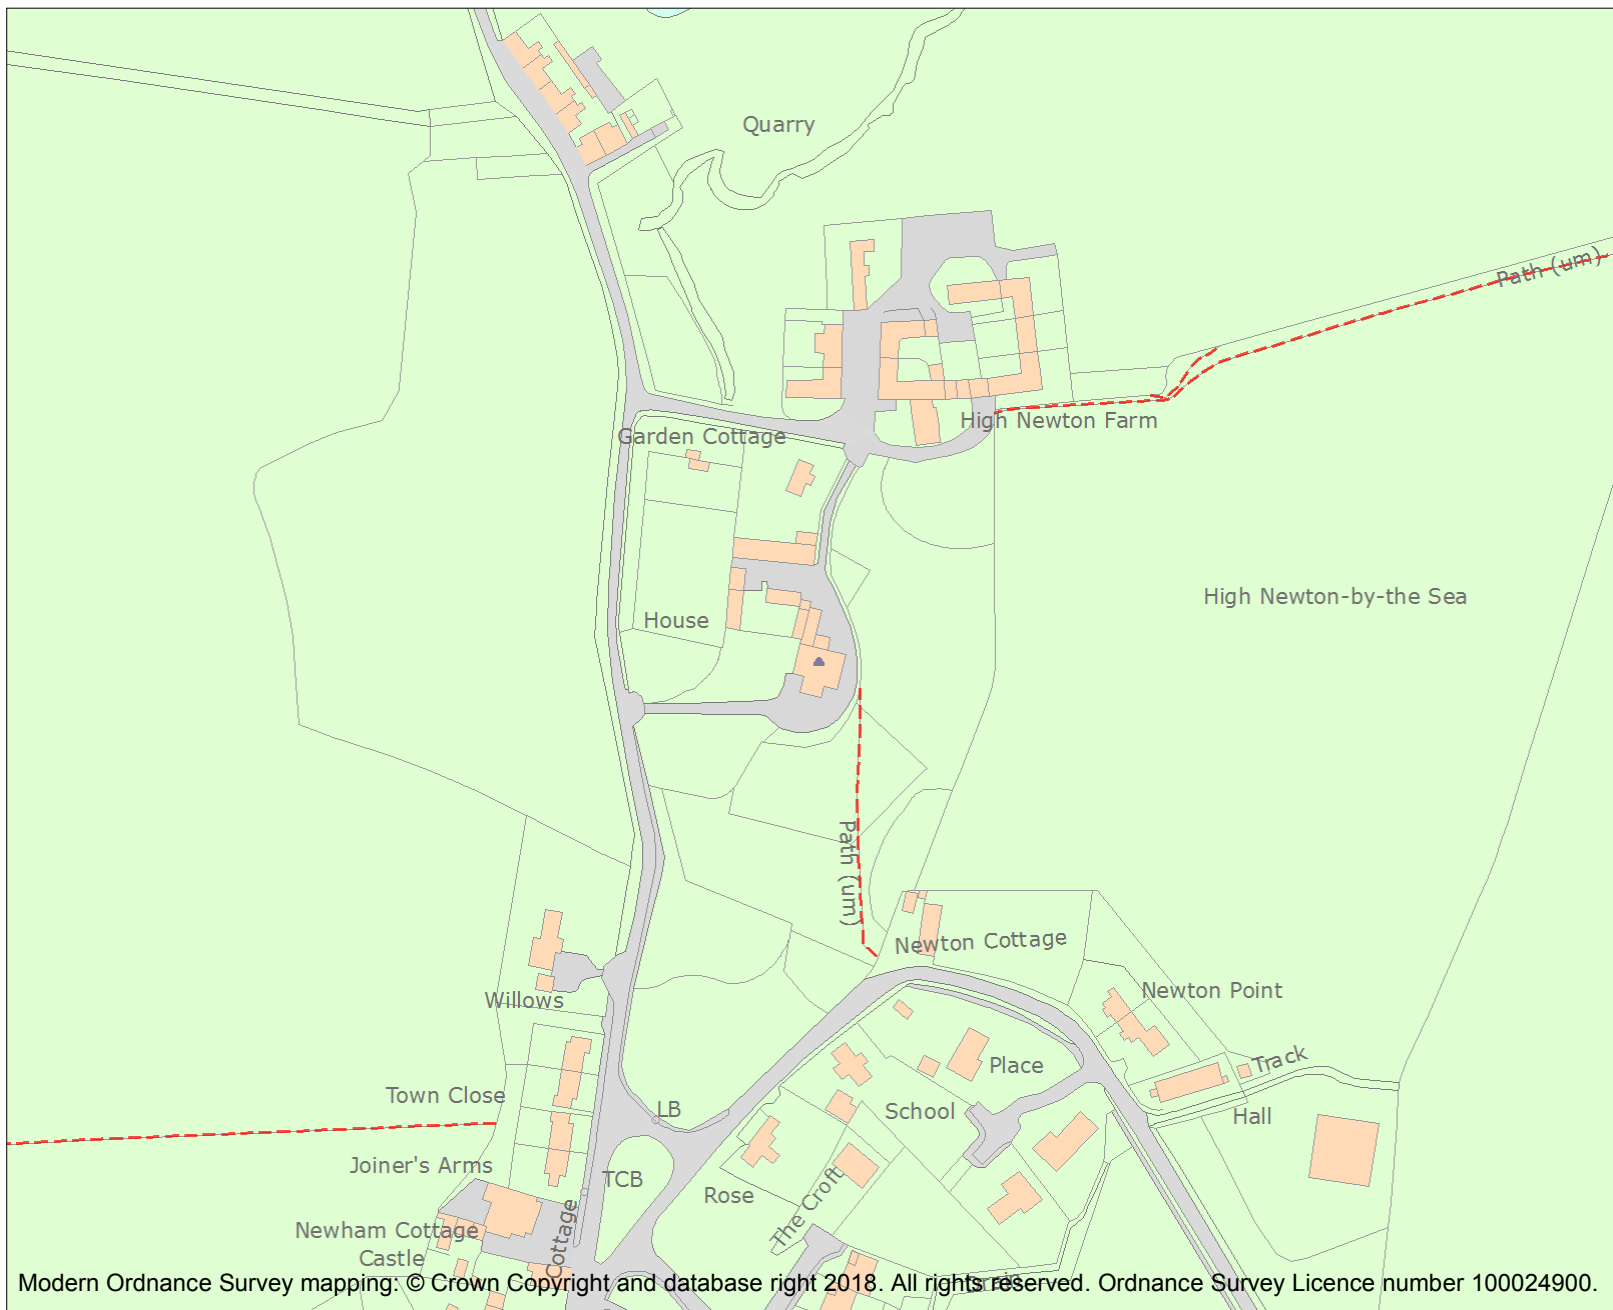 Quarry
Path (um)
High Newton Farm
Garden Cottage
High Newton-by-the Sea
House
Path (um)
Newton Cottage
Willows
Newton Point
Track
Place
Town Close
LB
School
Hall
Joiner's Arms
TCB
Rose
The Croft
Newham Cottage
Cottage
Castle
Drain
Modern Ordnance Survey mapping: © Crown Copyright and database right 2018. All rights reserved. Ordnance Survey Licence number 100024900.